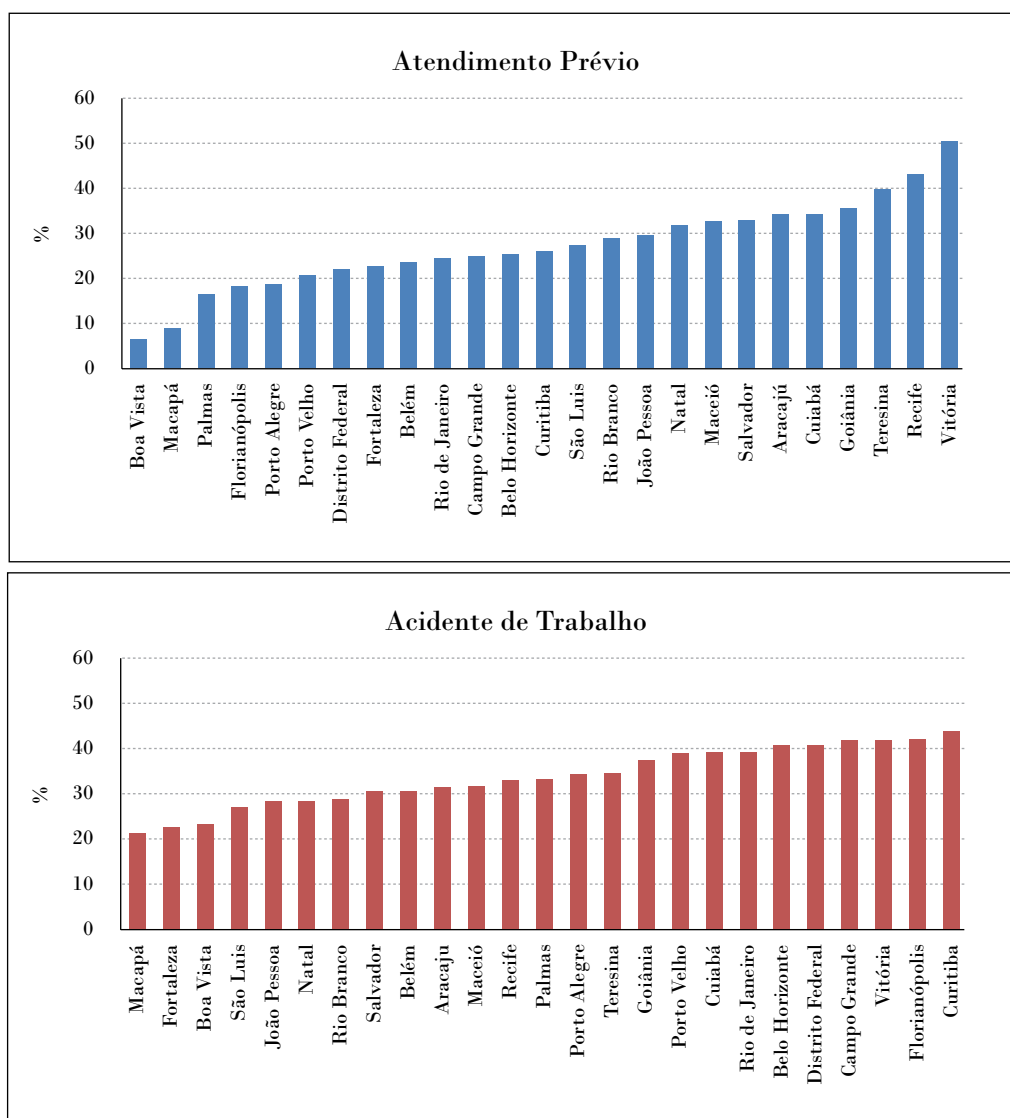 Atendimento Prévio
60
50
40
30
20
10
0
%
Boa Vista
Macapá
Palmas
Florianópolis
Porto Alegre
Porto Velho
Distrito Federal
Fortaleza
Belém
Rio de Janeiro
Campo Grande
Belo Horizonte
Curitiba
São Luis
Rio Branco
João Pessoa
Natal
Maceió
Salvador
Aracajú
Cuiabá
Goiânia
Teresina
Recife
Vitória
Acidente de Trabalho
60
50
40
30
20
10
0
%
Macapá
Fortaleza
Boa Vista
São Luis
João Pessoa
Natal
Rio Branco
Salvador
Belém
Aracaju
Maceió
Recife
Palmas
Porto Alegre
Teresina
Goiânia
Porto Velho
Cuiabá
Rio de Janeiro
Belo Horizonte
Distrito Federal
Campo Grande
Vitória
Florianópolis
Curitiba